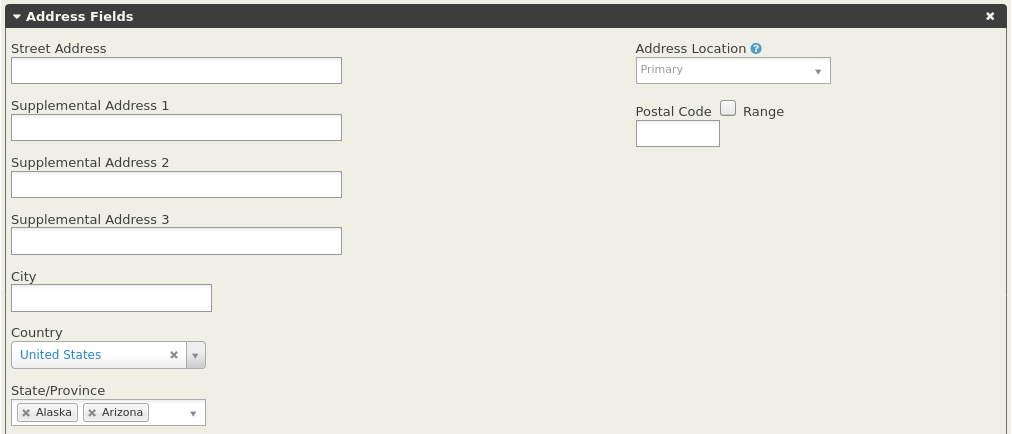 Address Fields
Street Address
Supplemental Address 1
Supplemental Address 2
Supplemental Address 3
City
Country
United States
State/Province
Alaska Arizona
Address Location
Primary
Postal Code Range